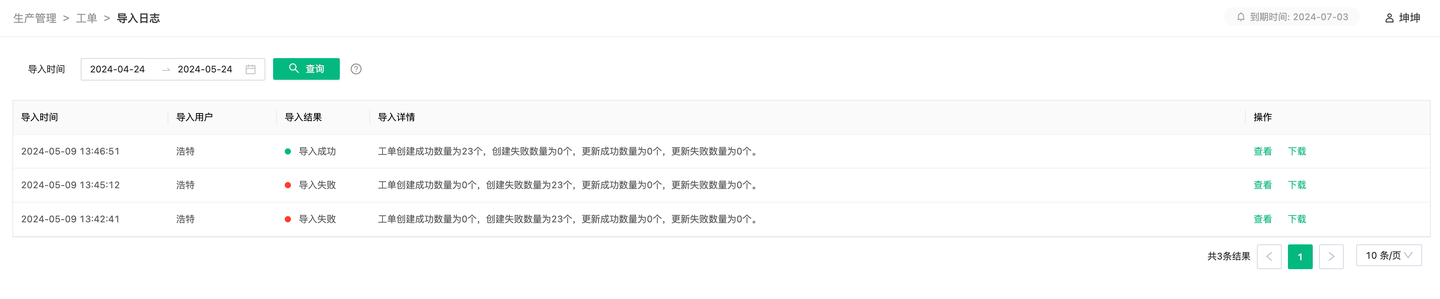 生产管理 > 工单 > 导入日志 到期时间: 2024-07-03 坤坤
导入时间 2024-04-24 → 2024-05-24 查询
导入时间 导入用户 导入结果 导入详情 操作
2024-05-09 13:46:51 浩特 导入成功 工单创建成功数量为23个，创建失败数量为0个，更新成功数量为0个，更新失败数量为0个。 查看 下载
2024-05-09 13:45:12 浩特 导入失败 工单创建成功数量为0个，创建失败数量为23个，更新成功数量为0个，更新失败数量为0个。 查看 下载
2024-05-09 13:42:41 浩特 导入失败 工单创建成功数量为0个，创建失败数量为23个，更新成功数量为0个，更新失败数量为0个。 查看 下载
共3条结果 < 1 > 10 条/页